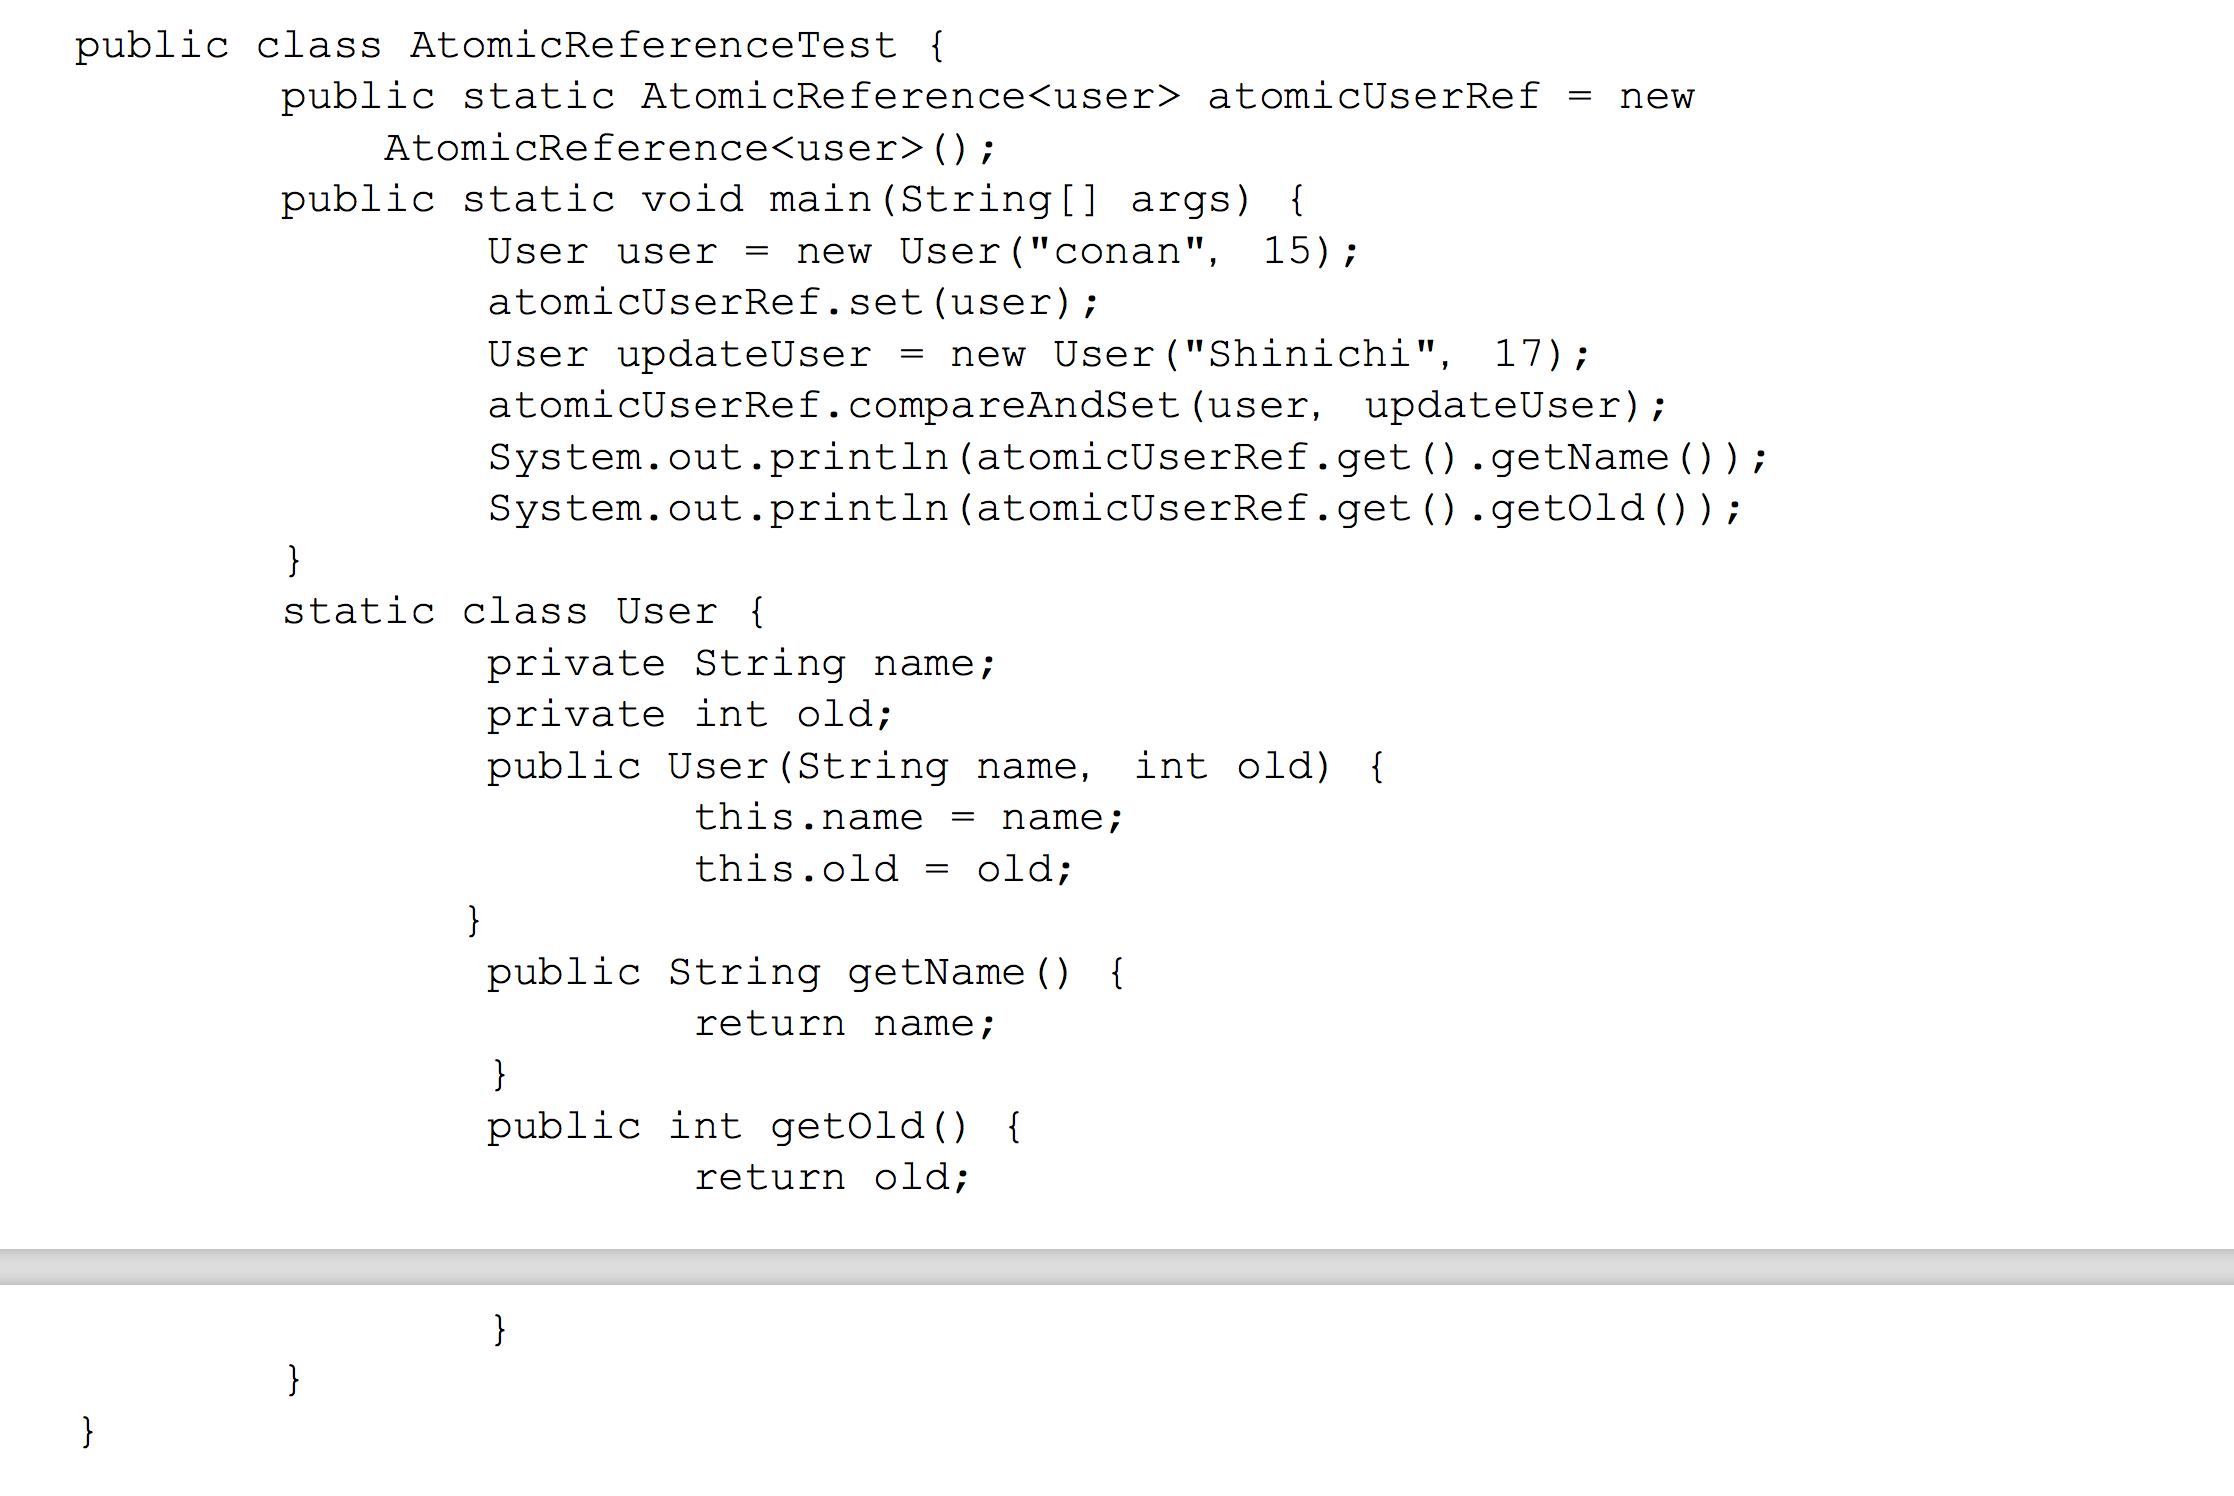 public class AtomicReferenceTest {
public static AtomicReference<user> atomicUserRef = new
AtomicReference<user>();
public static void main(String[] args) {
User user = new User("conan", 15);
atomicUserRef.set(user);
User updateUser = new User("Shinichi", 17);
atomicUserRef.compareAndSet(user, updateUser);
System.out.println(atomicUserRef.get().getName());
System.out.println(atomicUserRef.get().getOld());
}
static class User {
private String name;
private int old;
public User(String name, int old) {
this.name = name;
this.old = old;
}
public String getName() {
return name;
}
public int getOld() {
return old;
}
}
}